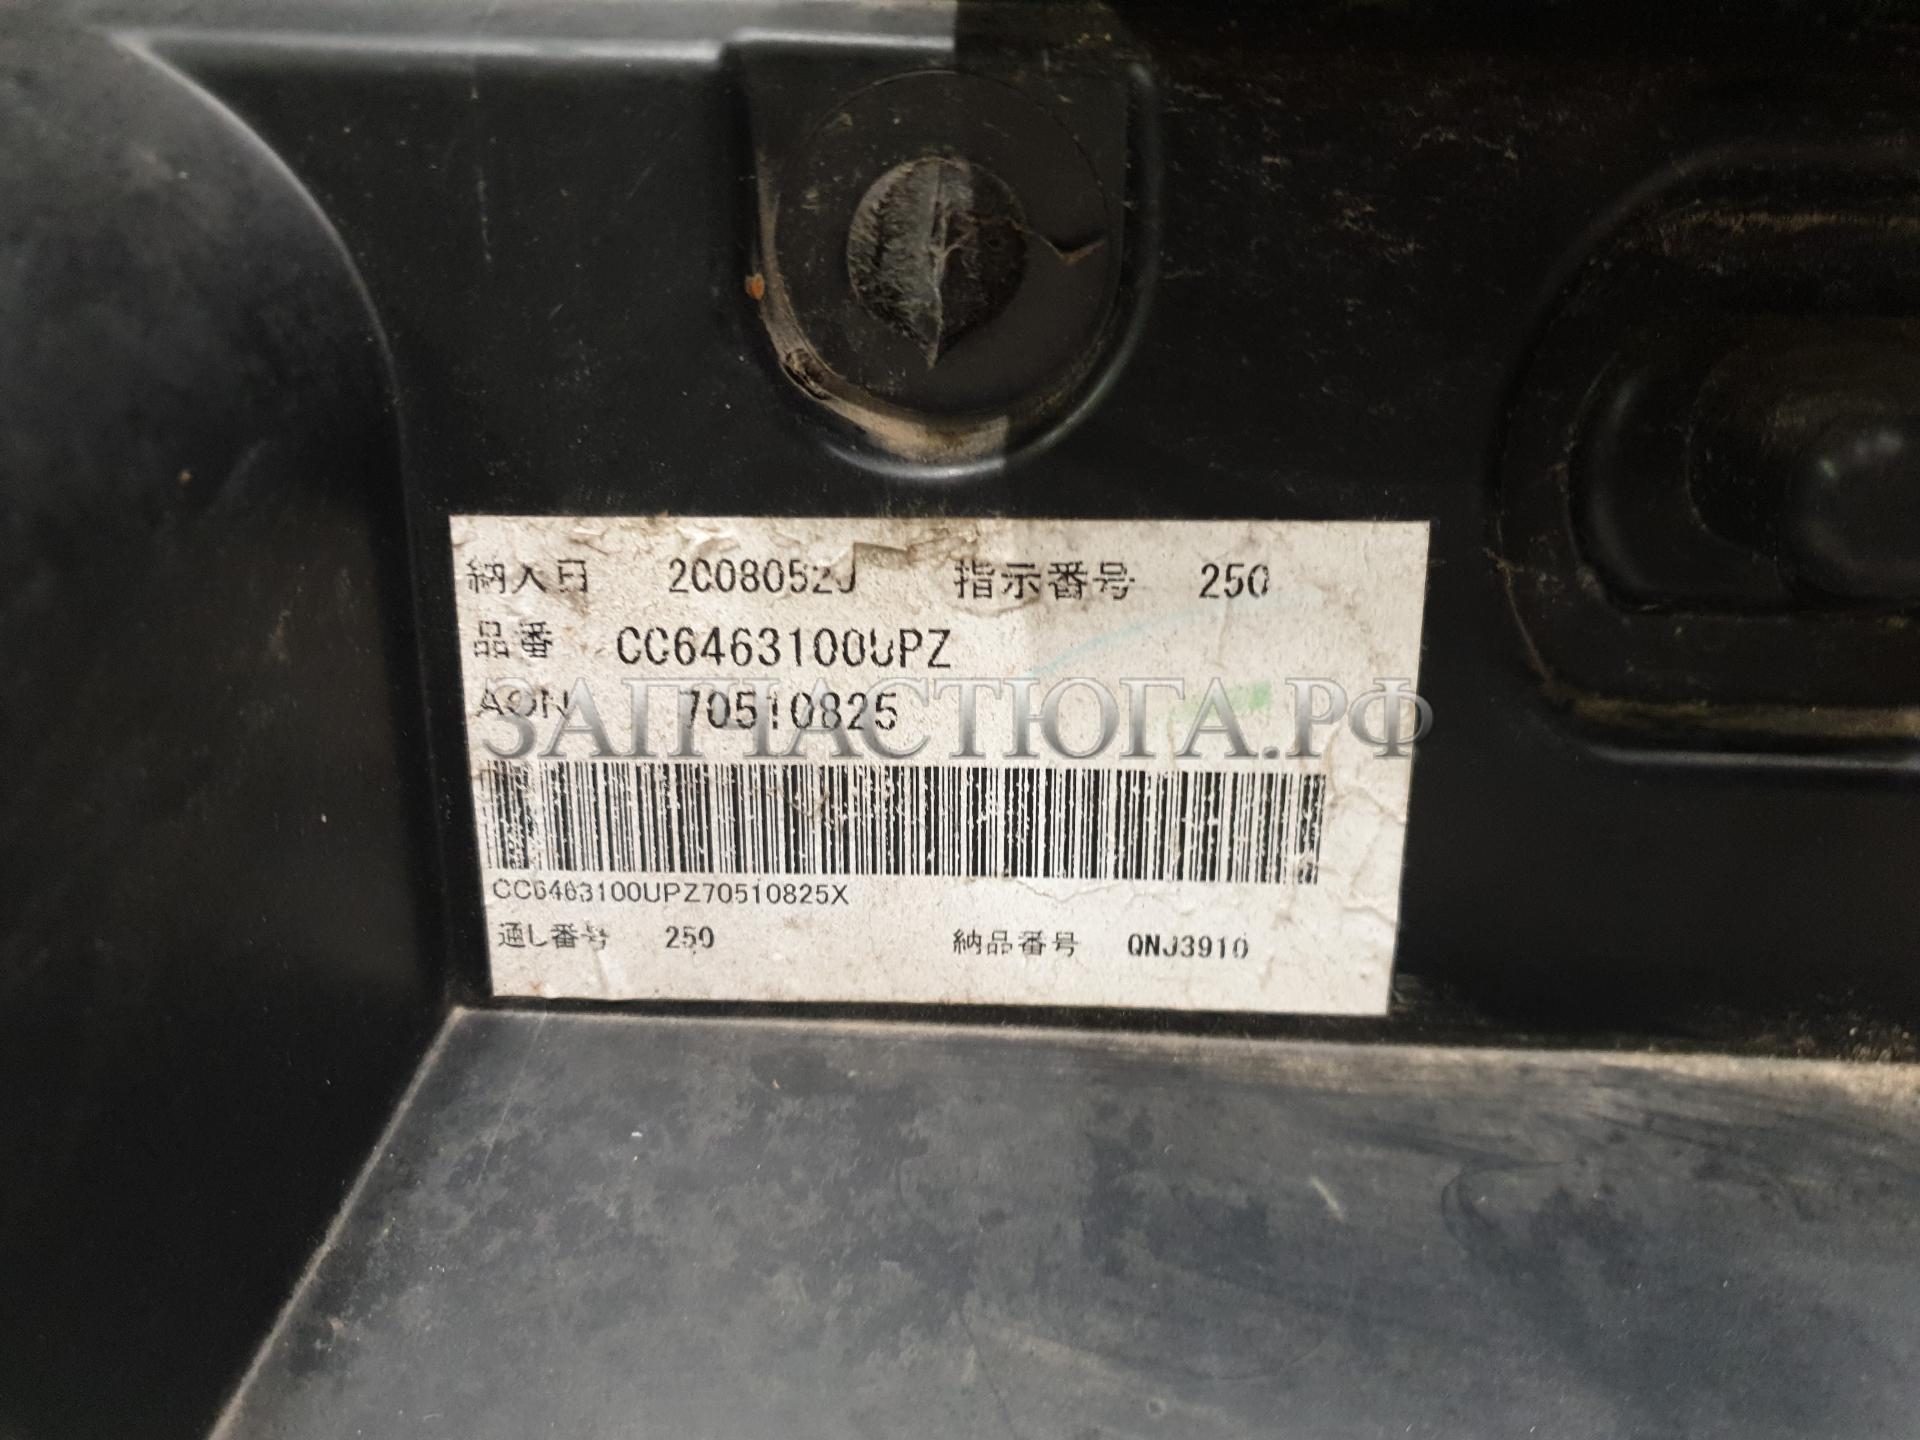 納入日 20080520 指示番号 250
品番 CC6463100UPZ
AON 70510825
ЗАПЧАСТЮГА.РФ
CC6463100UPZ70510825X
通し番号 250 納品番号 QNJ3910